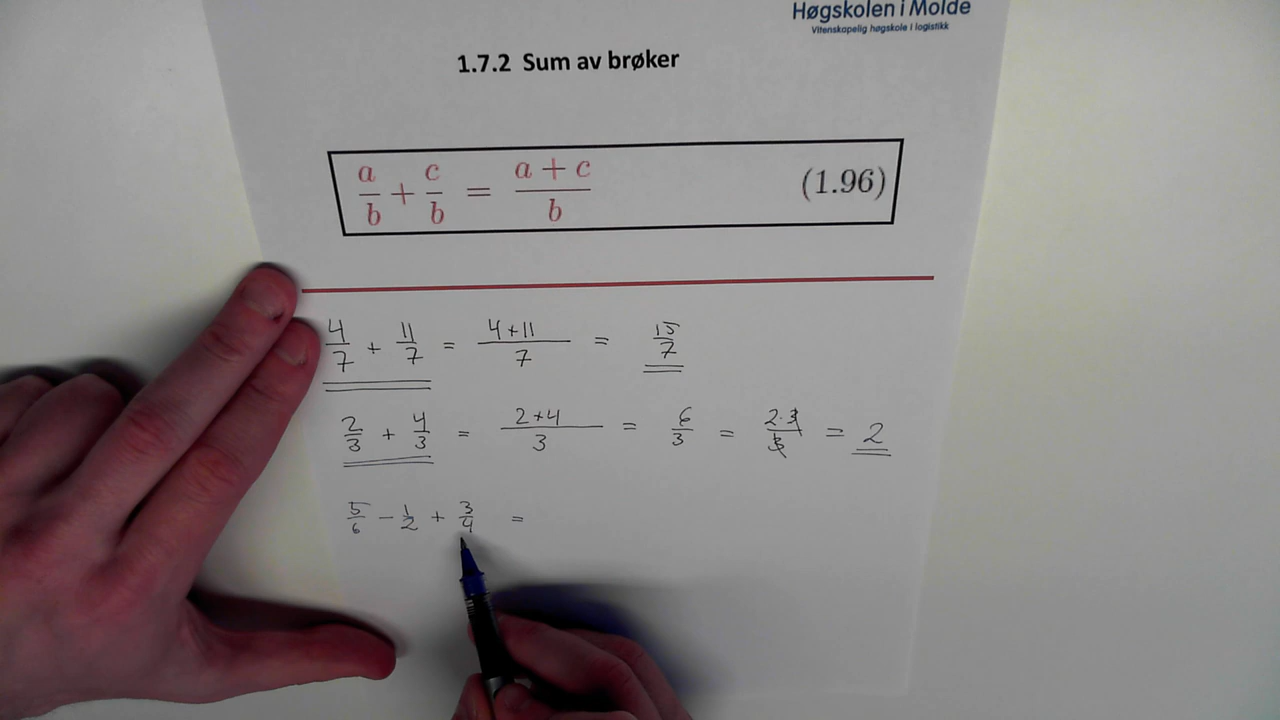 Høgskolen i Molde
Vitenskapelig høgskole i logistikk
1.7.2 Sum av brøker
a/b + c/b = (a + c)/b (1.96)
4/7 + 11/7 = (4+11)/7 = 15/7
2/3 + 4/3 = (2+4)/3 = 6/3 = (2·3)/3 = 2
5/6 − 1/2 + 3/4 =